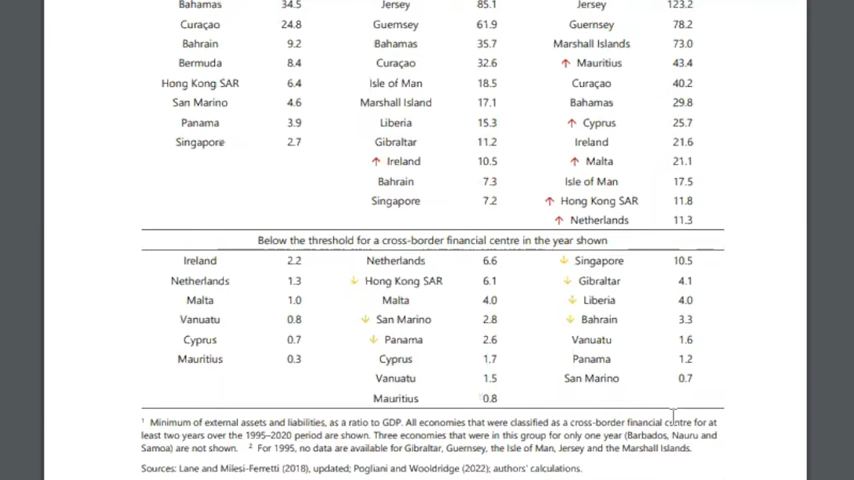 Bahamas 34.5 Jersey 85.1 Jersey 123.2
Curaçao 24.8 Guernsey 61.9 Guernsey 78.2
Bahrain 9.2 Bahamas 35.7 Marshall Islands 73.0
Bermuda 8.4 Curaçao 32.6 ↑ Mauritius 43.4
Hong Kong SAR 6.4 Isle of Man 18.5 Curaçao 40.2
San Marino 4.6 Marshall Island 17.1 Bahamas 29.8
Panama 3.9 Liberia 15.3 ↑ Cyprus 25.7
Singapore 2.7 Gibraltar 11.2 Ireland 21.6
↑ Ireland 10.5 ↑ Malta 21.1
Bahrain 7.3 Isle of Man 17.5
Singapore 7.2 ↑ Hong Kong SAR 11.8
↑ Netherlands 11.3
Below the threshold for a cross-border financial centre in the year shown
Ireland 2.2 Netherlands 6.6 ↓ Singapore 10.5
Netherlands 1.3 ↓ Hong Kong SAR 6.1 ↓ Gibraltar 4.1
Malta 1.0 Malta 4.0 ↓ Liberia 4.0
Vanuatu 0.8 ↓ San Marino 2.8 ↓ Bahrain 3.3
Cyprus 0.7 ↓ Panama 2.6 Vanuatu 1.6
Mauritius 0.3 Cyprus 1.7 Panama 1.2
Vanuatu 1.5 San Marino 0.7
Mauritius 0.8
1 Minimum of external assets and liabilities, as a ratio to GDP. All economies that were classified as a cross-border financial centre for at
least two years over the 1995–2020 period are shown. Three economies that were in this group for only one year (Barbados, Nauru and
Samoa) are not shown. 2 For 1995, no data are available for Gibraltar, Guernsey, the Isle of Man, Jersey and the Marshall Islands.
Sources: Lane and Milesi-Ferretti (2018), updated; Pogliani and Wooldridge (2022); authors' calculations.